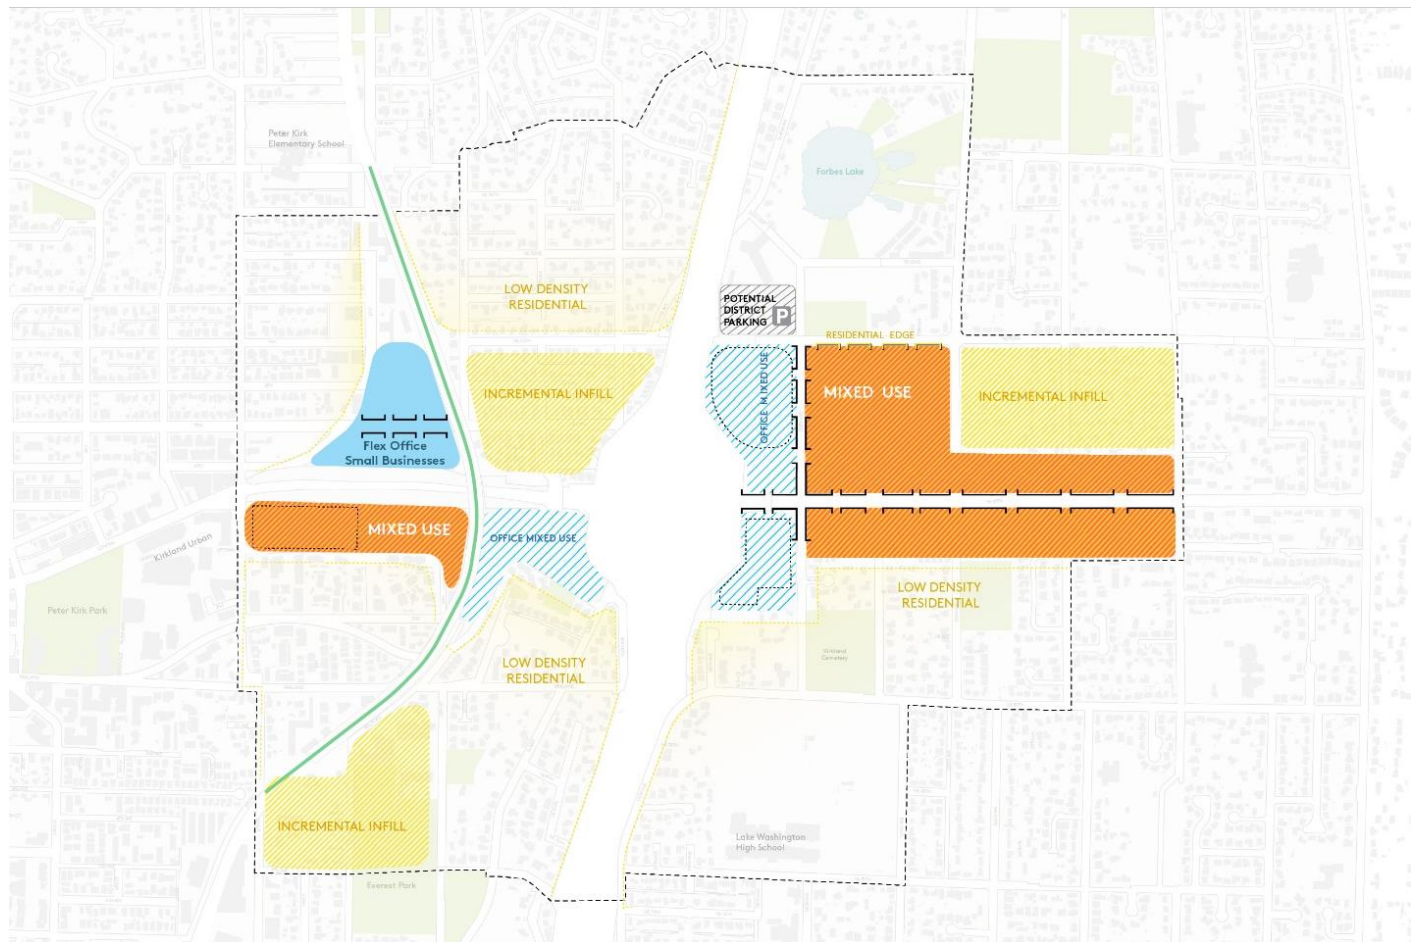 Peter Kirk
Elementary School
Forbes Lake
LOW DENSITY
RESIDENTIAL
POTENTIAL
DISTRICT
PARKING
P
RESIDENTIAL EDGE
OFFICE MIXED USE
MIXED USE
INCREMENTAL INFILL
INCREMENTAL INFILL
Flex Office
Small Businesses
MIXED USE
OFFICE MIXED USE
Kirkland Urban
LOW DENSITY
RESIDENTIAL
Peter Kirk Park
Kirkland
Cemetery
LOW DENSITY
RESIDENTIAL
INCREMENTAL INFILL
Lake Washington
High School
Everest Park